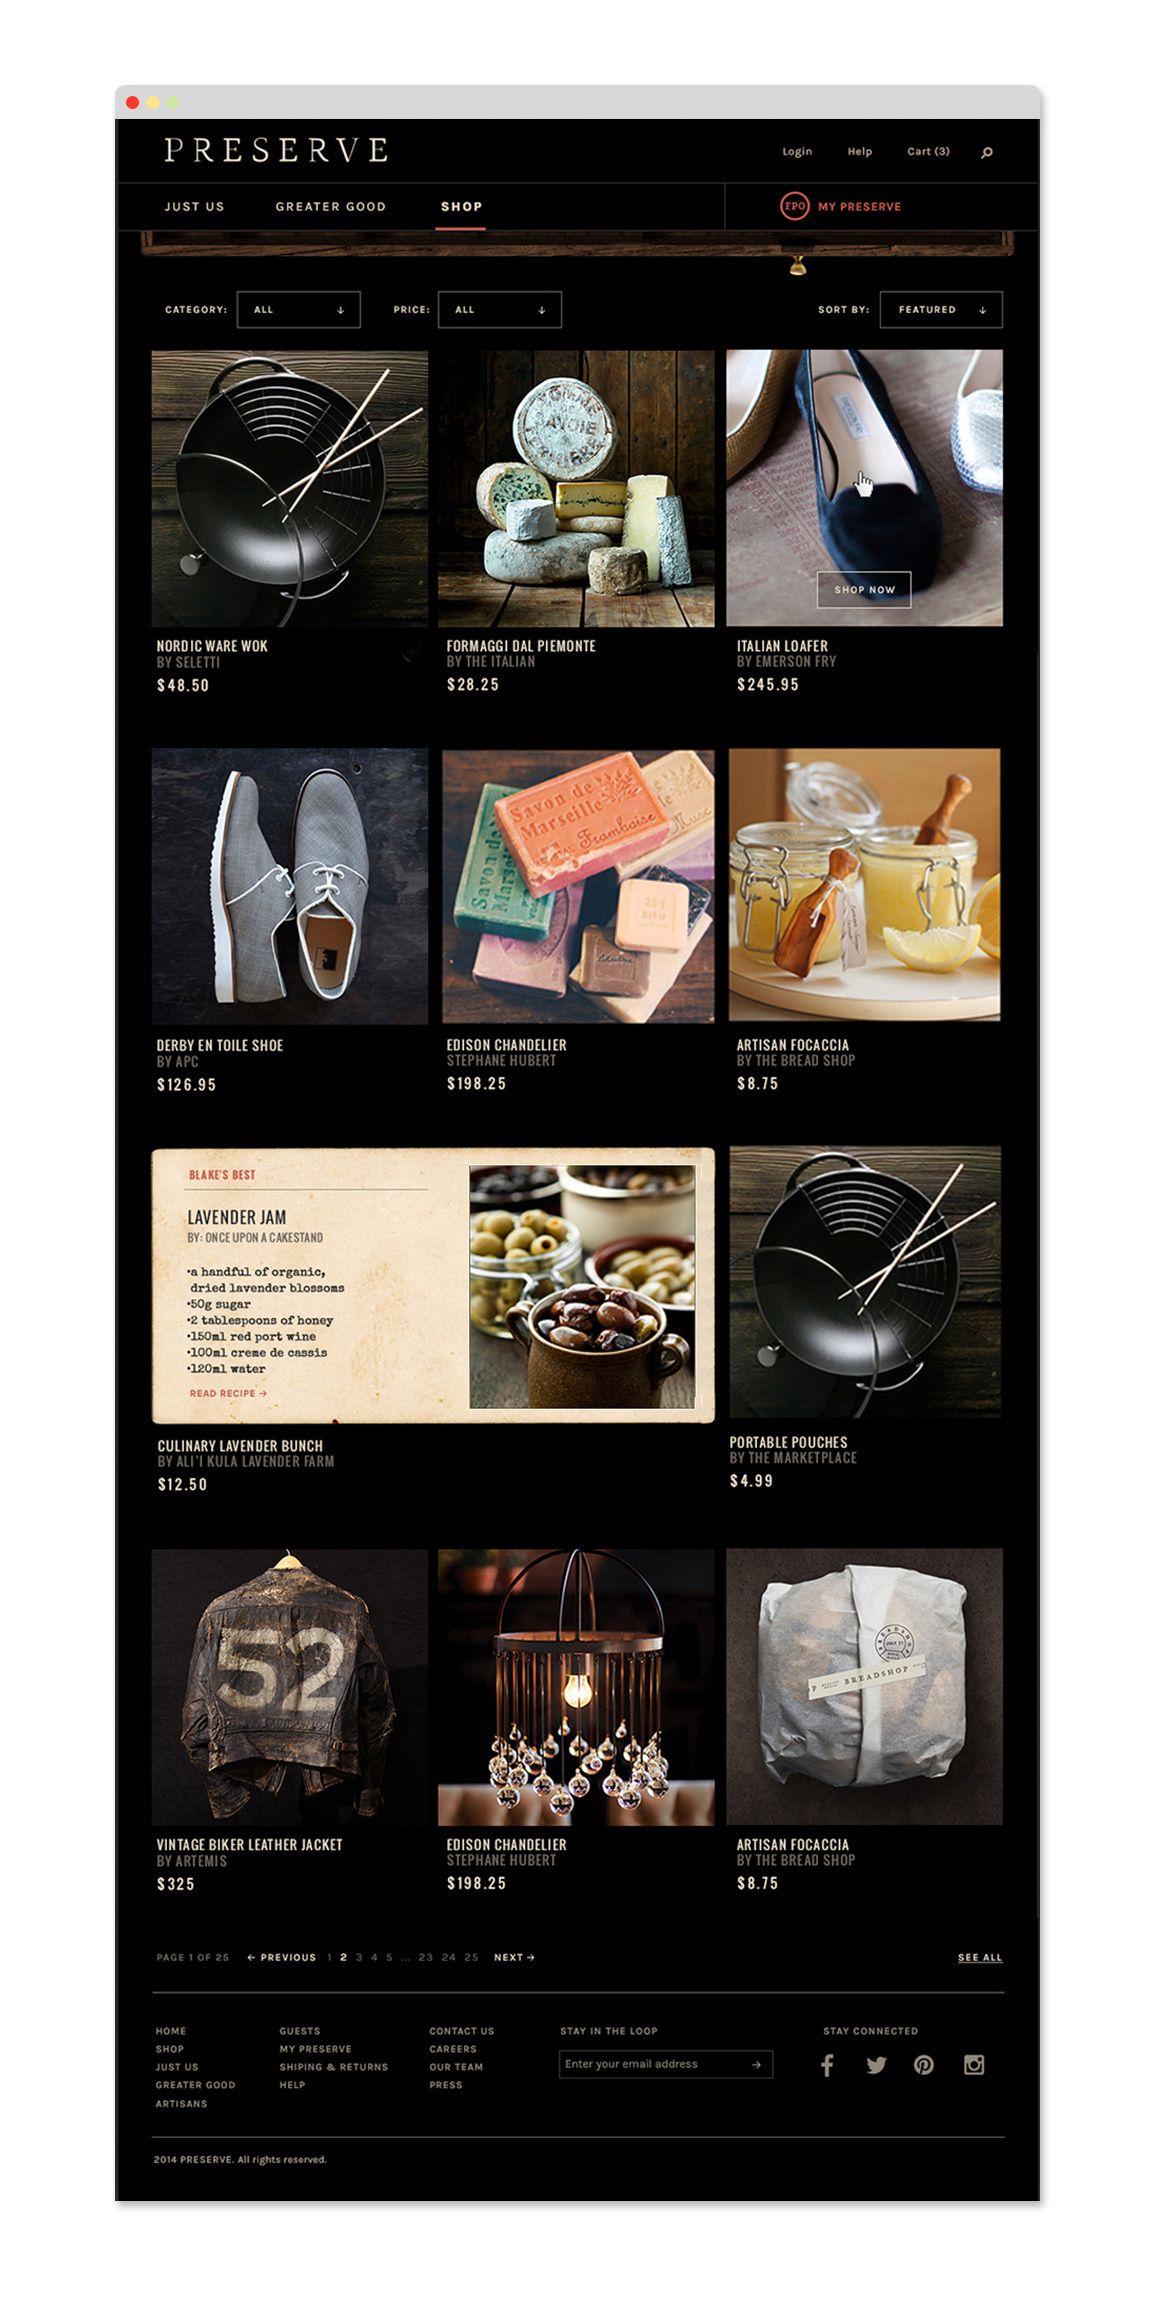 PRESERVE
Login Help Cart (3)
JUST US GREATER GOOD SHOP FPO MY PRESERVE
CATEGORY: ALL ↓ PRICE: ALL ↓ SORT BY: FEATURED ↓
SAVOIE
SHOP NOW
NORDIC WARE WOK
BY SELETTI
$48.50
FORMAGGI DAL PIEMONTE
BY THE ITALIAN
$28.25
ITALIAN LOAFER
BY EMERSON FRY
$245.95
Savon de
Marseille
Framboise
Musc
Savon de
Marseille
25g
DERBY EN TOILE SHOE
BY APC
$126.95
EDISON CHANDELIER
STEPHANE HUBERT
$198.25
ARTISAN FOCACCIA
BY THE BREAD SHOP
$8.75
BLAKE'S BEST
LAVENDER JAM
BY: ONCE UPON A CAKESTAND
•a handful of organic,
dried lavender blossoms
•50g sugar
•2 tablespoons of honey
•150ml red port wine
•100ml creme de cassis
•120ml water
READ RECIPE →
CULINARY LAVENDER BUNCH
BY ALI'I KULA LAVENDER FARM
$12.50
PORTABLE POUCHES
BY THE MARKETPLACE
$4.99
52
BREADSHOP
JULY 21
BREADSHOP
VINTAGE BIKER LEATHER JACKET
BY ARTEMIS
$325
EDISON CHANDELIER
STEPHANE HUBERT
$198.25
ARTISAN FOCACCIA
BY THE BREAD SHOP
$8.75
PAGE 1 OF 25 ← PREVIOUS 1 2 3 4 5 ... 23 24 25 NEXT → SEE ALL
HOME
SHOP
JUST US
GREATER GOOD
ARTISANS
GUESTS
MY PRESERVE
SHIPING & RETURNS
HELP
CONTACT US
CAREERS
OUR TEAM
PRESS
STAY IN THE LOOP
Enter your email address →
STAY CONNECTED
2014 PRESERVE. All rights reserved.